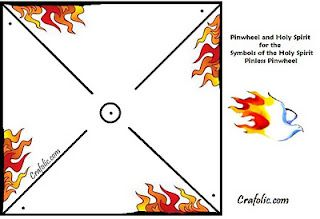 Pinwheel and Holy Spirit
for the
Symbols of the Holy Spirit
Pinless Pinwheel
Crafolic.com
Crafolic.com